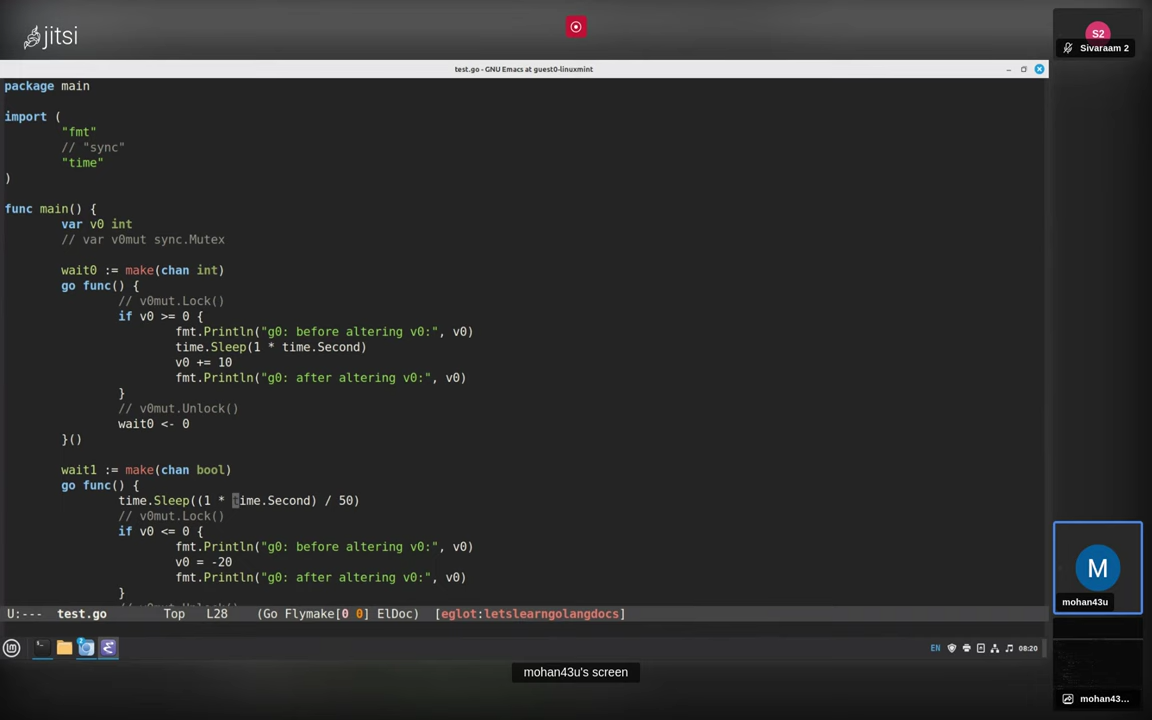 jitsi
S2
Sivaraam 2
test.go - GNU Emacs at guest0-linuxmint
package main
import (
"fmt"
// "sync"
"time"
)
func main() {
var v0 int
// var v0mut sync.Mutex
wait0 := make(chan int)
go func() {
// v0mut.Lock()
if v0 >= 0 {
fmt.Println("g0: before altering v0:", v0)
time.Sleep(1 * time.Second)
v0 += 10
fmt.Println("g0: after altering v0:", v0)
}
// v0mut.Unlock()
wait0 <- 0
}()
wait1 := make(chan bool)
go func() {
time.Sleep((1 * time.Second) / 50)
// v0mut.Lock()
if v0 <= 0 {
fmt.Println("g0: before altering v0:", v0)
v0 = -20
fmt.Println("g0: after altering v0:", v0)
}
U:--- test.go Top L28 (Go Flymake[0 0] ElDoc) [eglot:letslearngolangdocs]
M
mohan43u
EN 08:20
mohan43u's screen
mohan43...